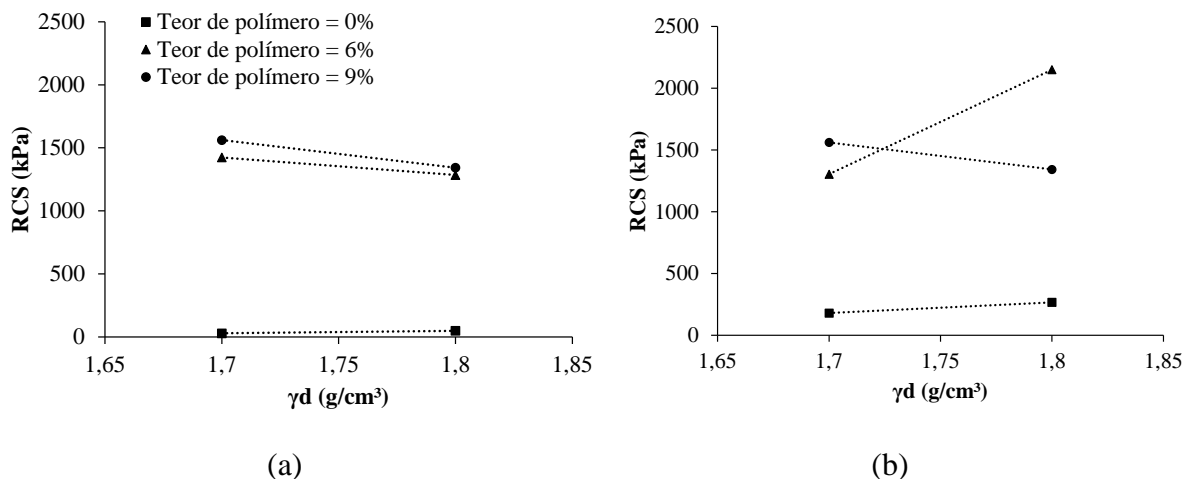 2500
2000
1500
1000
500
0
RCS (kPa)
Teor de polímero = 0%
Teor de polímero = 6%
Teor de polímero = 9%
1,65
1,7
1,75
1,8
1,85
γd (g/cm³)
(a)
2500
2000
1500
1000
500
0
RCS (kPa)
1,65
1,7
1,75
1,8
1,85
γd (g/cm³)
(b)